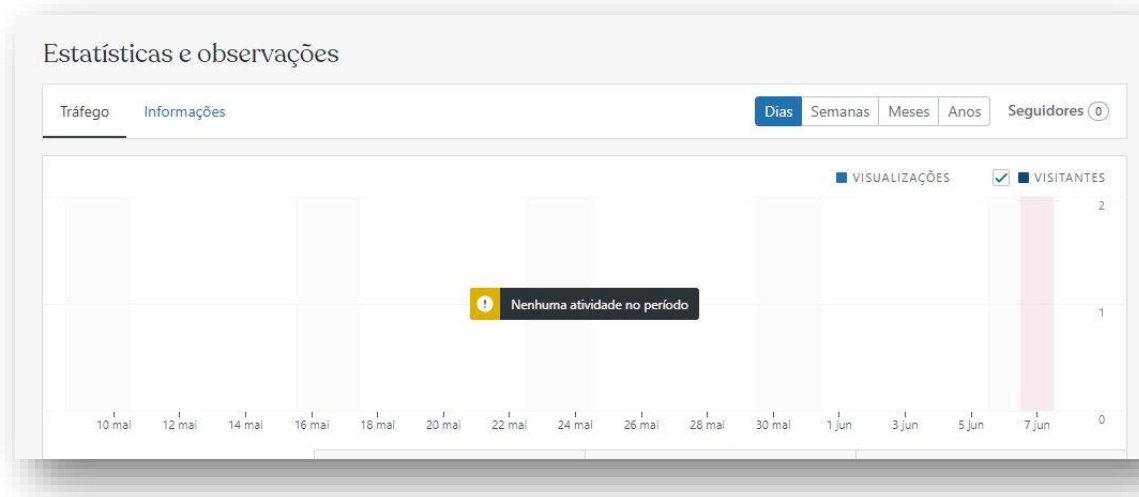 Estatísticas e observações
Tráfego Informações Dias Semanas Meses Anos Seguidores 0
VISUALIZAÇÕES VISITANTES
2
Nenhuma atividade no período
1
0
10 mai 12 mai 14 mai 16 mai 18 mai 20 mai 22 mai 24 mai 26 mai 28 mai 30 mai 1 jun 3 jun 5 jun 7 jun